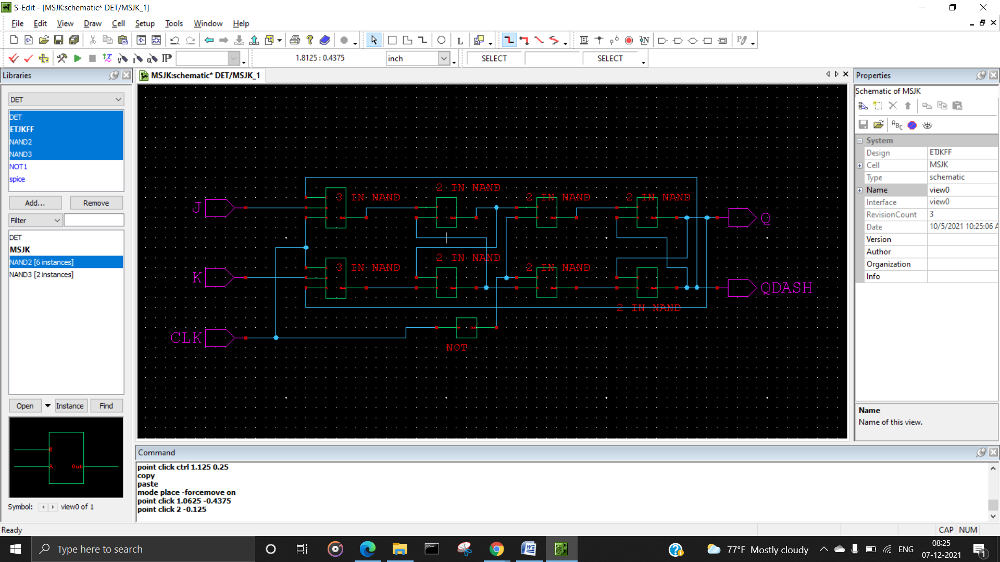 S-Edit - [MSJK:schematic* DET/MSJK_1]
File Edit View Draw Cell Setup Tools Window Help
1.8125 : 0.4375
inch
SELECT
SELECT
Libraries
MSJK:schematic* DET/MSJK_1
Properties
DET
DET
ETJKFF
NAND2
NAND3
NOT1
spice
Add...
Remove
Filter
DET
MSJK
NAND2 [6 instances]
NAND3 [2 instances]
Open
Instance
Find
B
A
Out
Symbol:
view0 of 1
2 IN NAND
3 IN NAND
2 IN NAND
2 IN NAND
J
Q
2 IN NAND
3 IN NAND
2 IN NAND
K
QDASH
2 IN NAND
CLK
NOT
Schematic of MSJK
ABC
System
Design ETJKFF
Cell MSJK
Type schematic
Name view0
Interface view0
RevisionCount 3
Date 10/5/2021 10:25:06 A
Version
Author
Organization
Info
Name
Name of this view.
Command
point click ctrl 1.125 0.25
copy
paste
mode place -forcemove on
point click 1.0625 -0.4375
point click 2 -0.125
Ready
CAP NUM
Type here to search
77°F Mostly cloudy
ENG
08:25
07-12-2021
1